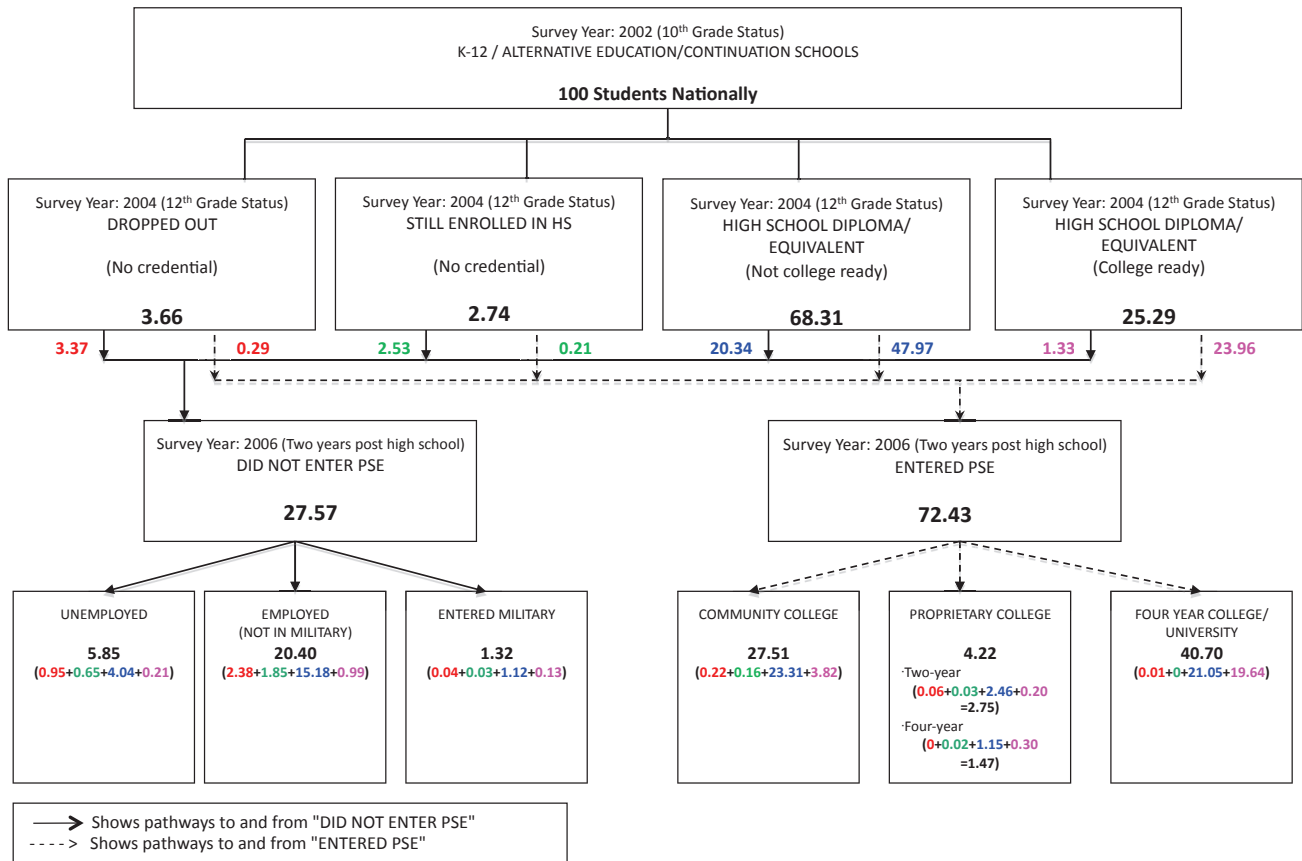 Survey Year: 2002 (10th Grade Status)
K-12 / ALTERNATIVE EDUCATION/CONTINUATION SCHOOLS
100 Students Nationally
Survey Year: 2004 (12th Grade Status)
DROPPED OUT
(No credential)
3.66
Survey Year: 2004 (12th Grade Status)
STILL ENROLLED IN HS
(No credential)
2.74
Survey Year: 2004 (12th Grade Status)
HIGH SCHOOL DIPLOMA/
EQUIVALENT
(Not college ready)
68.31
Survey Year: 2004 (12th Grade Status)
HIGH SCHOOL DIPLOMA/
EQUIVALENT
(College ready)
25.29
3.37 0.29 2.53 0.21 20.34 47.97 1.33 23.96
Survey Year: 2006 (Two years post high school)
DID NOT ENTER PSE
27.57
Survey Year: 2006 (Two years post high school)
ENTERED PSE
72.43
UNEMPLOYED
5.85
(0.95+0.65+4.04+0.21)
EMPLOYED
(NOT IN MILITARY)
20.40
(2.38+1.85+15.18+0.99)
ENTERED MILITARY
1.32
(0.04+0.03+1.12+0.13)
COMMUNITY COLLEGE
27.51
(0.22+0.16+23.31+3.82)
PROPRIETARY COLLEGE
4.22
·Two-year
(0.06+0.03+2.46+0.20
=2.75)
·Four-year
(0+0.02+1.15+0.30
=1.47)
FOUR YEAR COLLEGE/
UNIVERSITY
40.70
(0.01+0+21.05+19.64)
Shows pathways to and from "DID NOT ENTER PSE"
Shows pathways to and from "ENTERED PSE"